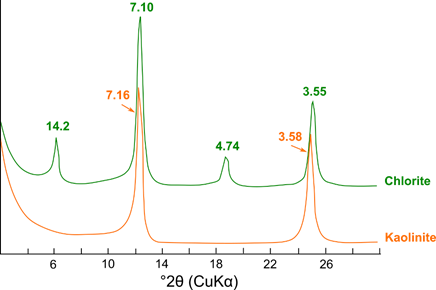 7.10
7.16
14.2
4.74
3.55
3.58
Chlorite
Kaolinite
6 10 14 18 22 26
°2θ (CuKα)